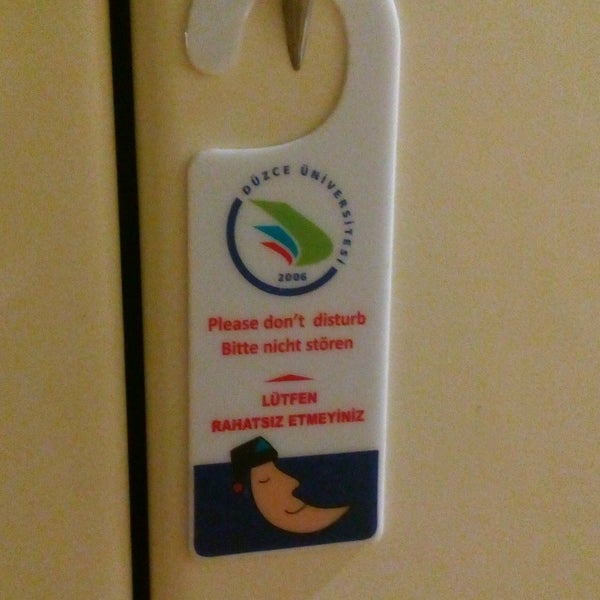 DÜZCE ÜNİVERSİTESİ
2006
Please don't disturb
Bitte nicht stören
LÜTFEN
RAHATSIZ ETMEYİNİZ